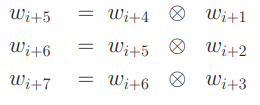 w_{i+5} = w_{i+4} ⊗ w_{i+1}
w_{i+6} = w_{i+5} ⊗ w_{i+2}
w_{i+7} = w_{i+6} ⊗ w_{i+3}